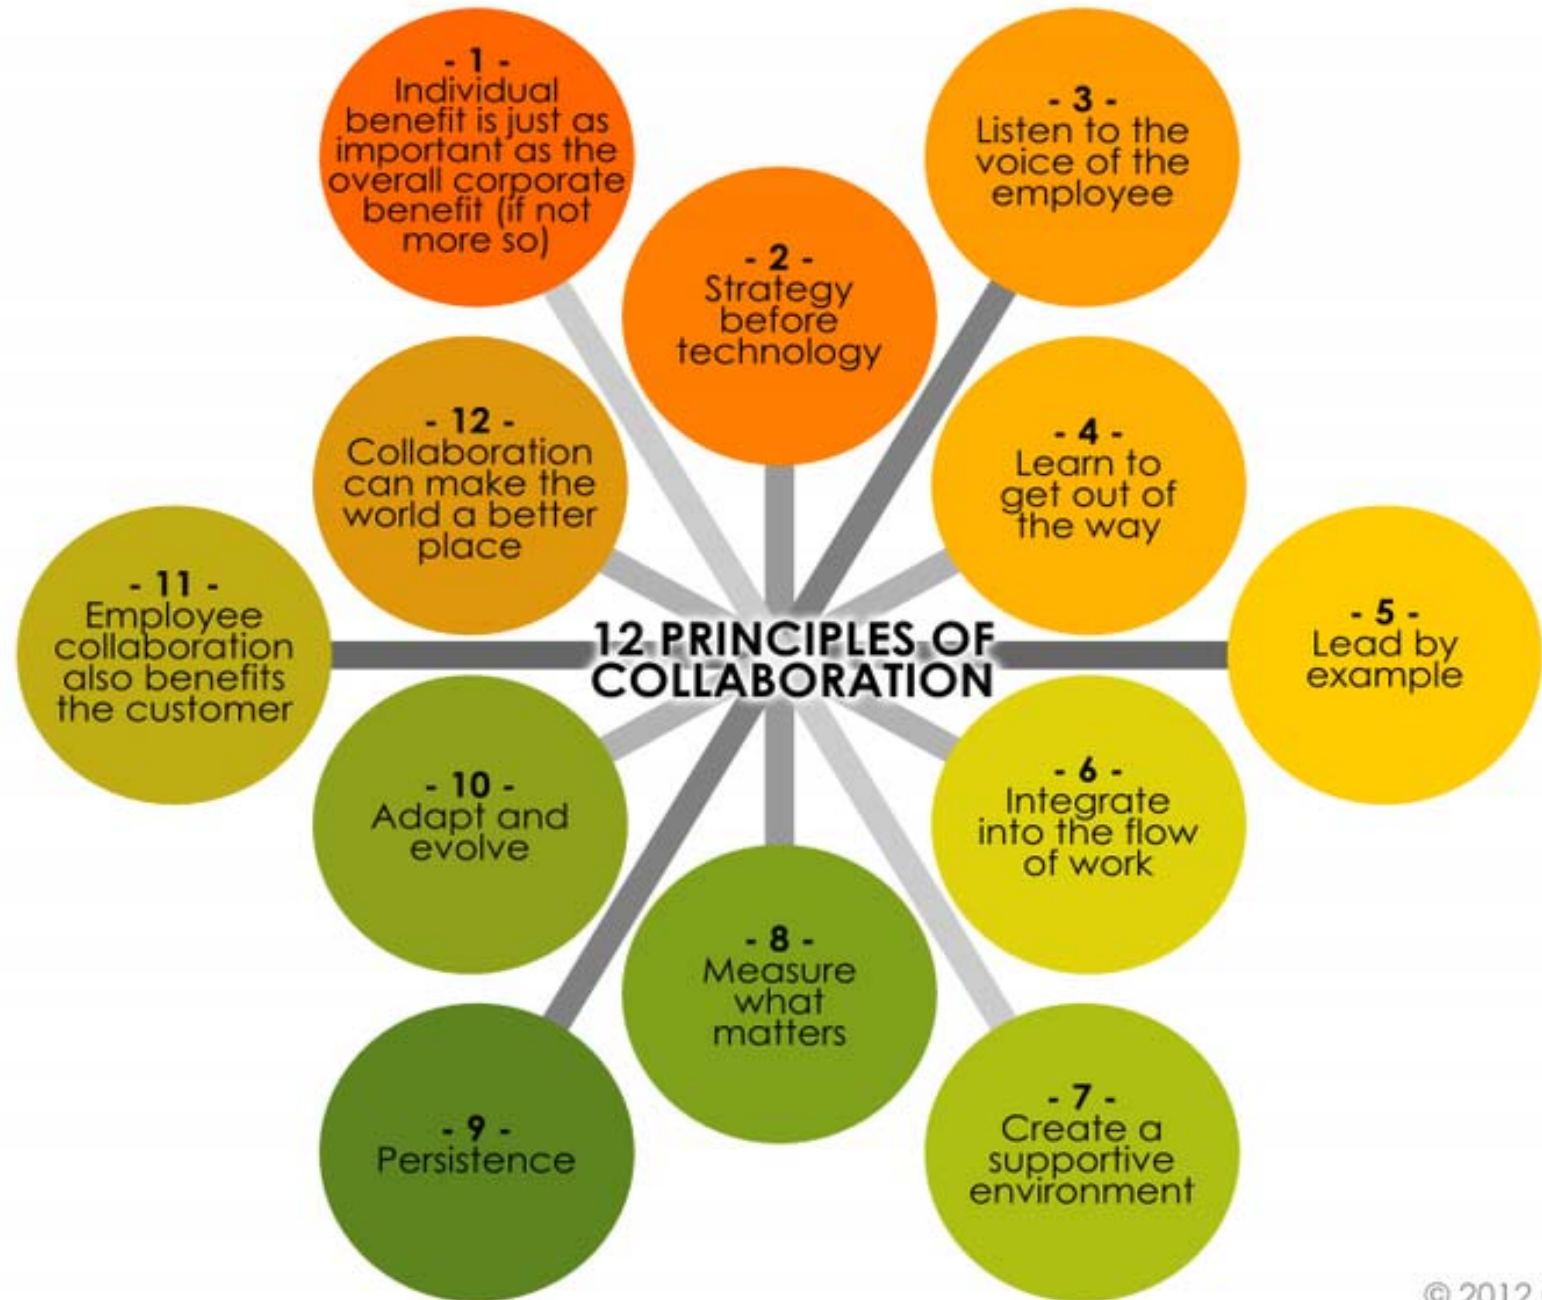 - 1 -
Individual
benefit is just as
important as the
overall corporate
benefit (if not
more so)
- 2 -
Strategy
before
technology
- 3 -
Listen to the
voice of the
employee
- 4 -
Learn to
get out of
the way
- 5 -
Lead by
example
- 6 -
Integrate
into the flow
of work
- 7 -
Create a
supportive
environment
- 8 -
Measure
what
matters
- 9 -
Persistence
- 10 -
Adapt and
evolve
- 11 -
Employee
collaboration
also benefits
the customer
- 12 -
Collaboration
can make the
world a better
place
12 PRINCIPLES OF
COLLABORATION
© 2012